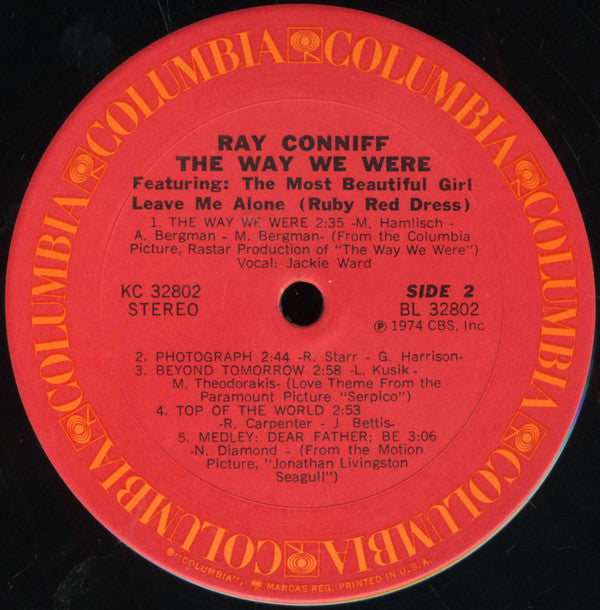 COLUMBIA COLUMBIA COLUMBIA COLUMBIA COLUMBIA COLUMBIA COLUMBIA COLUMBIA
RAY CONNIFF
THE WAY WE WERE
Featuring: The Most Beautiful Girl
Leave Me Alone (Ruby Red Dress)
1. THE WAY WE WERE 2:35 -M. Hamlisch -
A. Bergman - M. Bergman- (From the Columbia
Picture, Rastar Production of "The Way We Were")
Vocal: Jackie Ward
KC 32802
STEREO
SIDE 2
BL 32802
℗ 1974 CBS, Inc
2. PHOTOGRAPH 2:44 -R. Starr - G. Harrison-
3. BEYOND TOMORROW 2:58 -L. Kusik -
M. Theodorakis- (Love Theme From the
Paramount Picture "Serpico")
4. TOP OF THE WORLD 2:53
-R. Carpenter - J Bettis-
5. MEDLEY: DEAR FATHER; BE 3:06
-N. Diamond - (From the Motion
Picture, "Jonathan Livingston
Seagull")
®"COLUMBIA", MARCAS REG. PRINTED IN U.S.A.